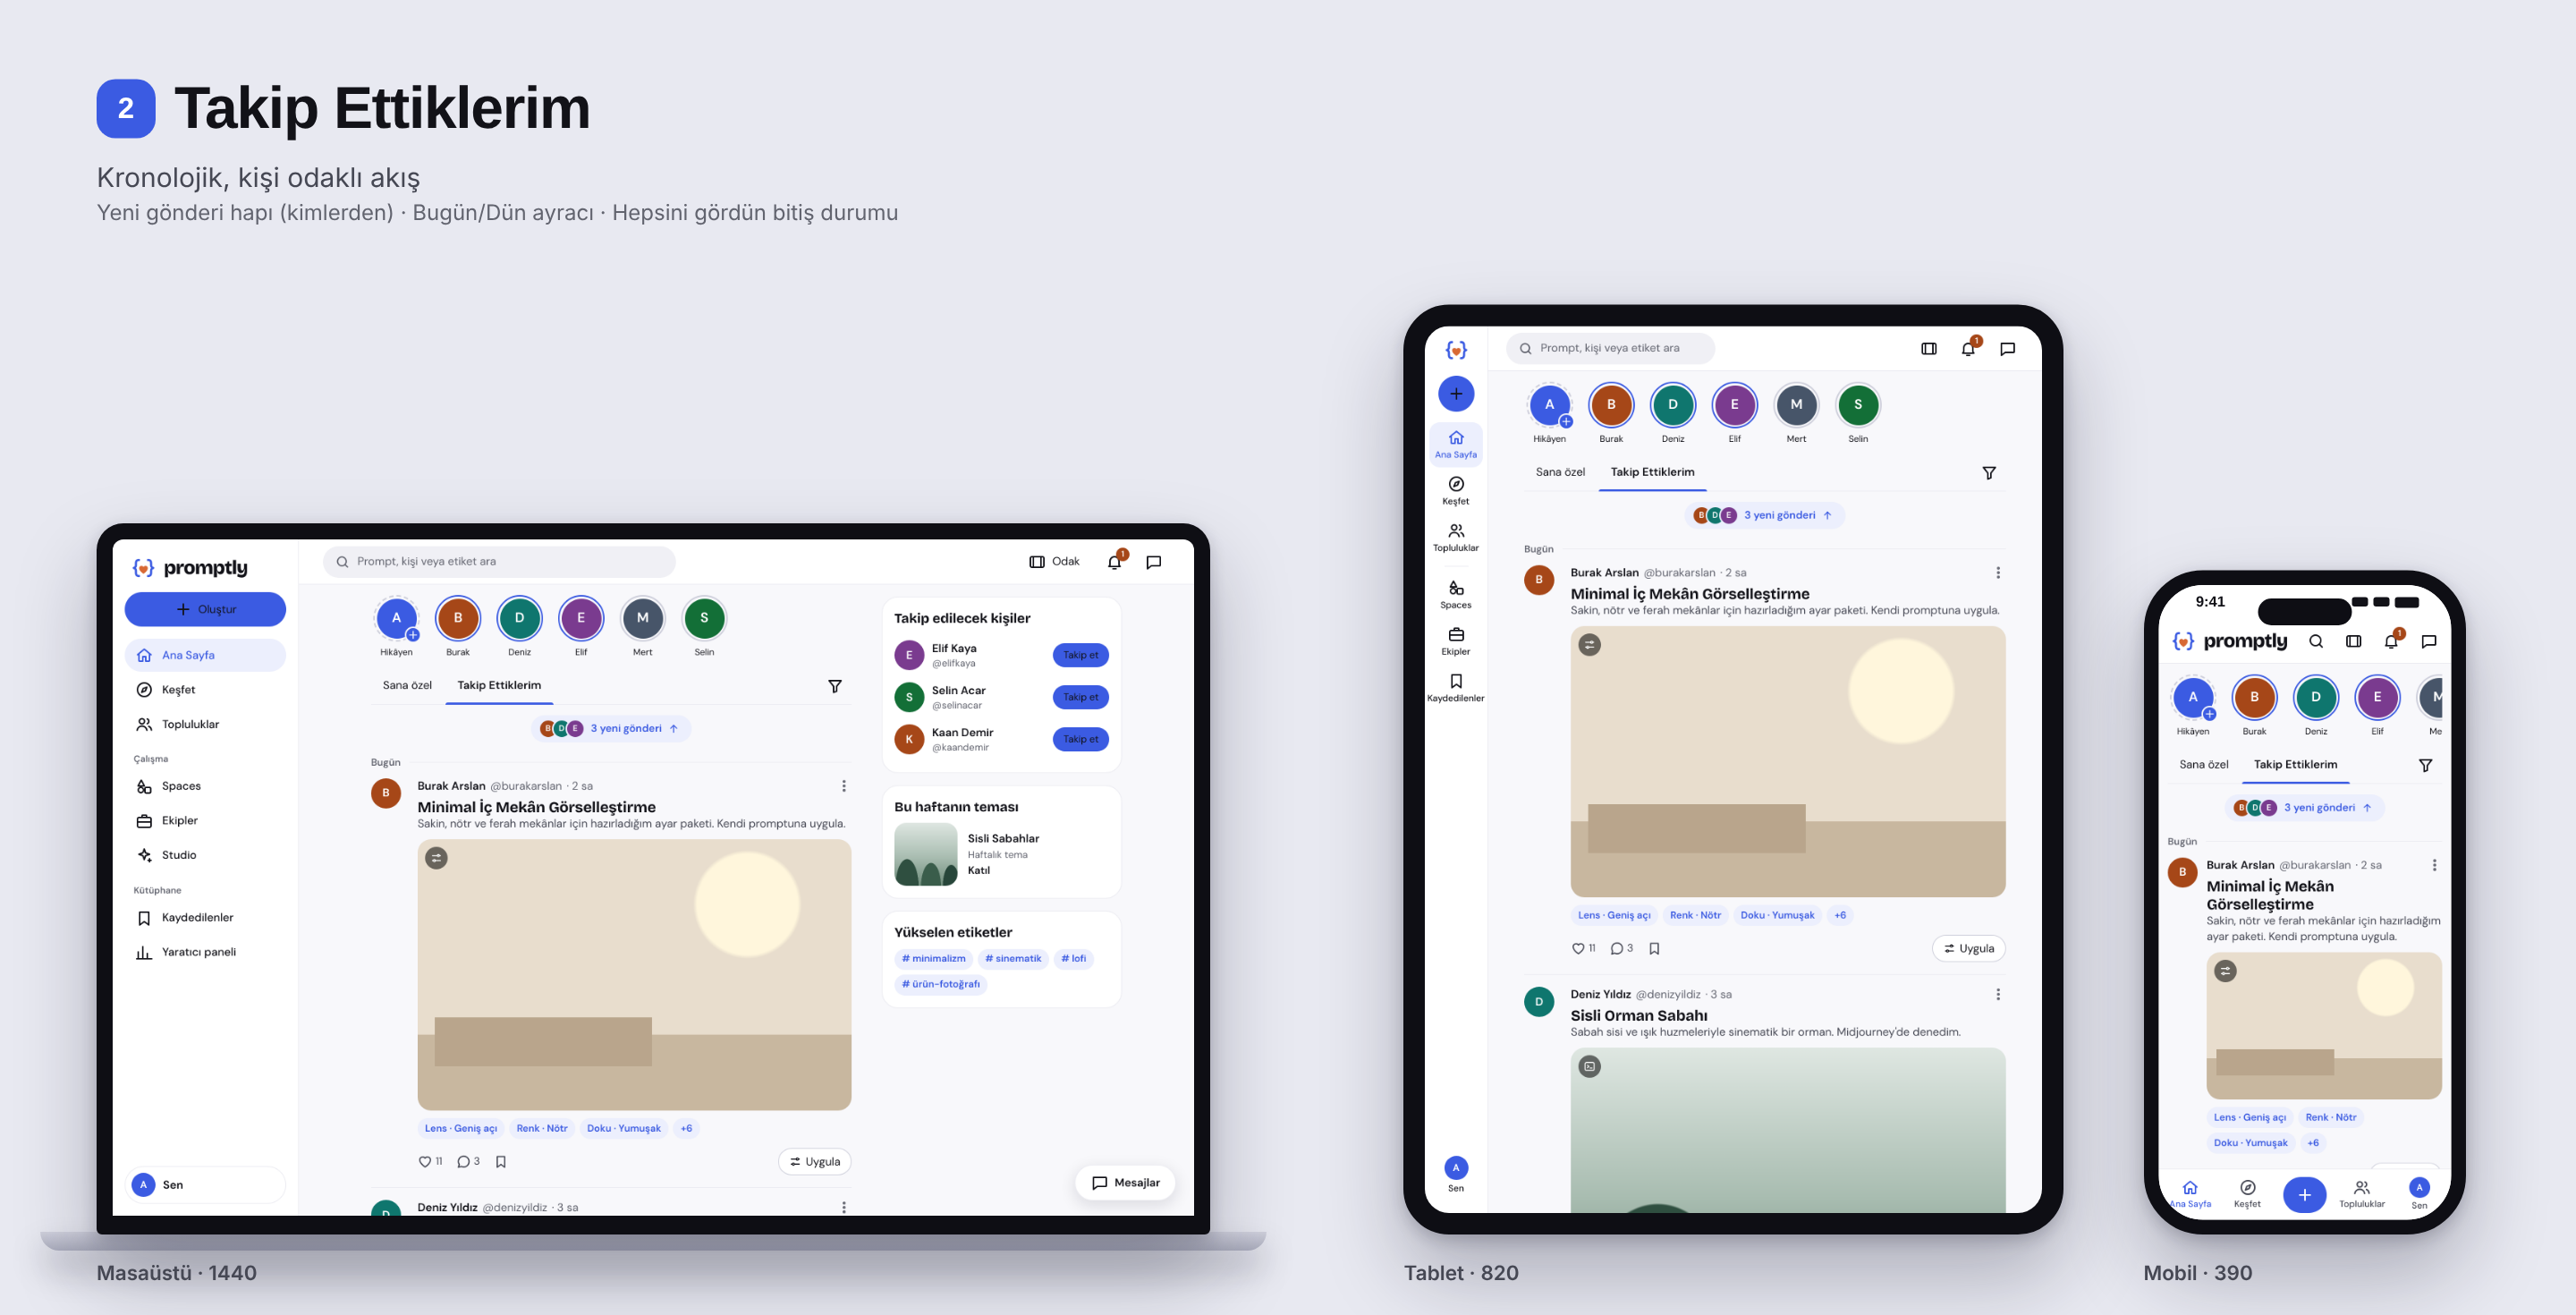 2 Takip Ettiklerim
Kronolojik, kişi odaklı akış
Yeni gönderi hapı (kimlerden) · Bugün/Dün ayracı · Hepsini gördün bitiş durumu
promptly
Oluştur
Ana Sayfa
Keşfet
Topluluklar
Çalışma
Spaces
Ekipler
Studio
Kütüphane
Kaydedilenler
Yaratıcı paneli
A Sen
Prompt, kişi veya etiket ara
Odak
1
A B D E M S
Hikâyen Burak Deniz Elif Mert Selin
Sana özel Takip Ettiklerim
B D E 3 yeni gönderi ↑
Bugün
B Burak Arslan @burakarslan · 2 sa
Minimal İç Mekân Görselleştirme
Sakin, nötr ve ferah mekânlar için hazırladığım ayar paketi. Kendi promptuna uygula.
Lens · Geniş açı Renk · Nötr Doku · Yumuşak +6
11 3 Uygula
D Deniz Yıldız @denizyildiz · 3 sa
Takip edilecek kişiler
E Elif Kaya Takip et
@elifkaya
S Selin Acar Takip et
@selinacar
K Kaan Demir Takip et
@kaandemir
Bu haftanın teması
Sisli Sabahlar
Haftalık tema
Katıl
Yükselen etiketler
# minimalizm # sinematik # lofi
# ürün-fotoğrafı
Mesajlar
Masaüstü · 1440
Prompt, kişi veya etiket ara
1
Ana Sayfa
Keşfet
Topluluklar
Spaces
Ekipler
Kaydedilenler
A
Sen
A B D E M S
Hikâyen Burak Deniz Elif Mert Selin
Sana özel Takip Ettiklerim
B D E 3 yeni gönderi ↑
Bugün
B Burak Arslan @burakarslan · 2 sa
Minimal İç Mekân Görselleştirme
Sakin, nötr ve ferah mekânlar için hazırladığım ayar paketi. Kendi promptuna uygula.
Lens · Geniş açı Renk · Nötr Doku · Yumuşak +6
11 3 Uygula
D Deniz Yıldız @denizyildiz · 3 sa
Sisli Orman Sabahı
Sabah sisi ve ışık huzmeleriyle sinematik bir orman. Midjourney'de denedim.
Tablet · 820
9:41
promptly
1
A B D E M
Hikâyen Burak Deniz Elif Me
Sana özel Takip Ettiklerim
B D E 3 yeni gönderi ↑
Bugün
B Burak Arslan @burakarslan · 2 sa
Minimal İç Mekân
Görselleştirme
Sakin, nötr ve ferah mekânlar için hazırladığım
ayar paketi. Kendi promptuna uygula.
Lens · Geniş açı Renk · Nötr
Doku · Yumuşak +6
A
Ana Sayfa Keşfet Topluluklar Sen
Mobil · 390